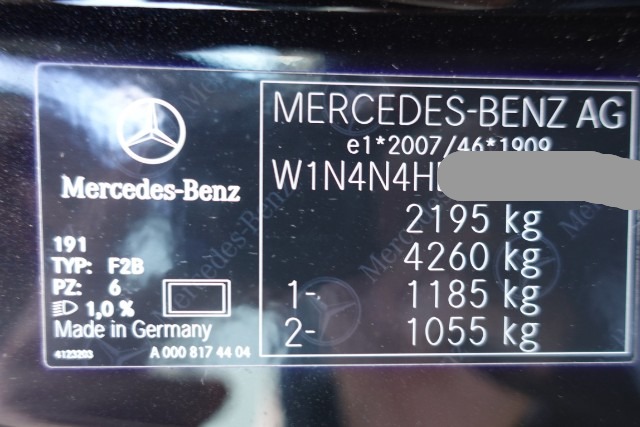 Mercedes-Benz
191
TYP: F2B
PZ: 6
1,0 %
Made in Germany
4123203
A 000 817 44 04
MERCEDES-BENZ AG
e1*2007/46*1909
W1N4N4H
2195 kg
4260 kg
1- 1185 kg
2- 1055 kg